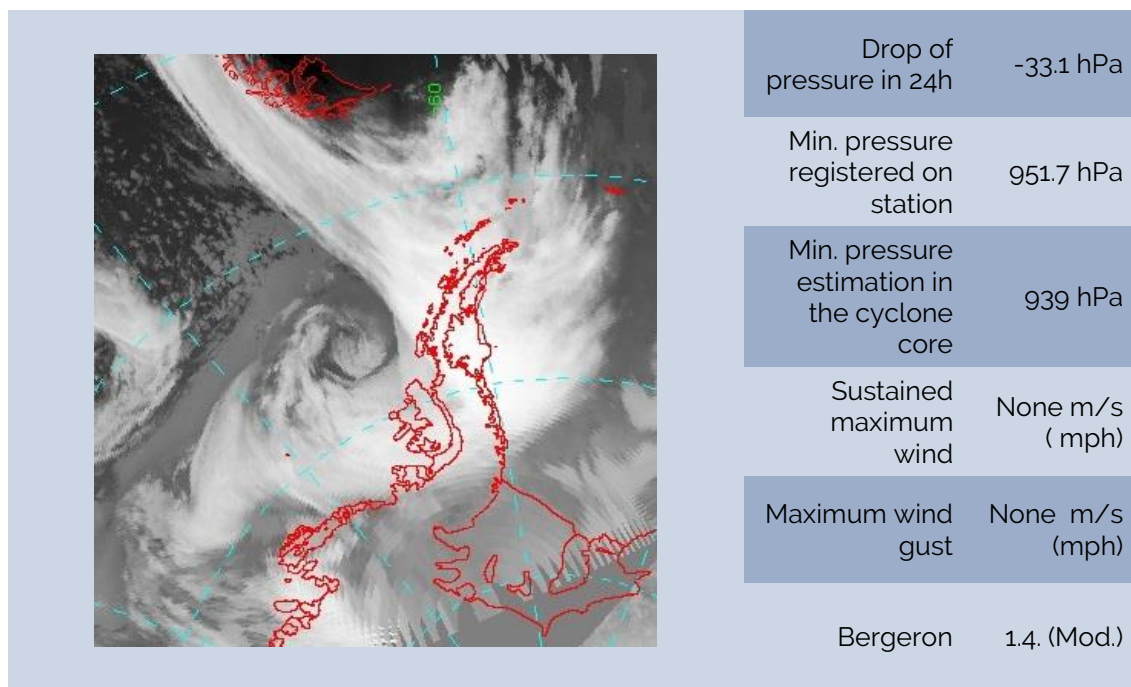 -60
Drop of
pressure in 24h
-33.1 hPa
Min. pressure
registered on
station
951.7 hPa
Min. pressure
estimation in
the cyclone
core
939 hPa
Sustained
maximum
wind
None m/s
( mph)
Maximum wind
gust
None m/s
(mph)
Bergeron
1.4. (Mod.)